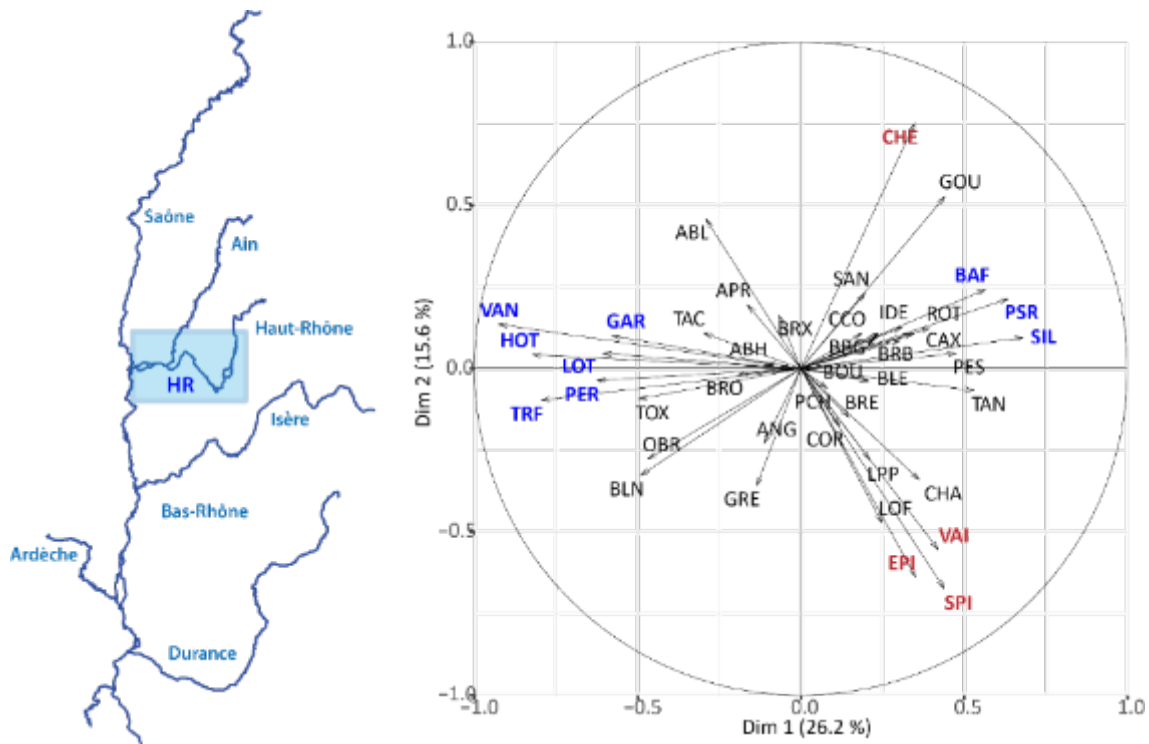 Saône
Ain
Haut-Rhône
HR
Isère
Bas-Rhône
Ardèche
Durance
1.0
0.5
0.0
−0.5
−1.0
Dim 2 (15.6 %)
CHE
GOU
ABL
SAN
BAF
APR
IDE
ROT
PSR
VAN
GAR
TAC
BRX
CCO
CAX
SIL
HOT
ABH
BBG
BRB
LOT
BOU
BLE
PES
PER
BRO
PCH
BRE
TAN
TRF
TOX
ANG
COR
OBR
BLN
GRE
LPP
CHA
LOF
VAI
EPI
SPI
−1.0
−0.5
0.0
0.5
1.0
Dim 1 (26.2 %)